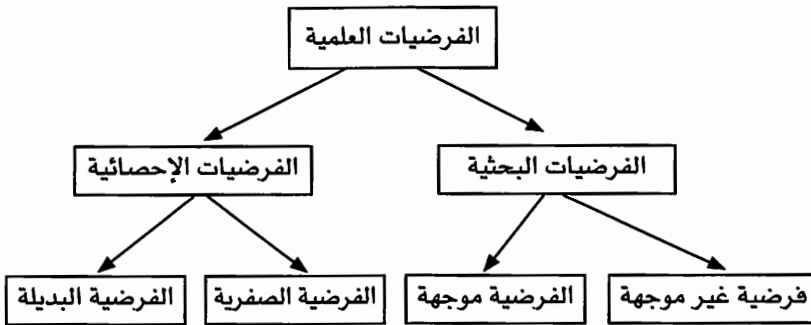 الفرضيات العلمية
الفرضيات البحثية
الفرضيات الإحصائية
فرضية غير موجهة
الفرضية موجهة
الفرضية الصفرية
الفرضية البديلة